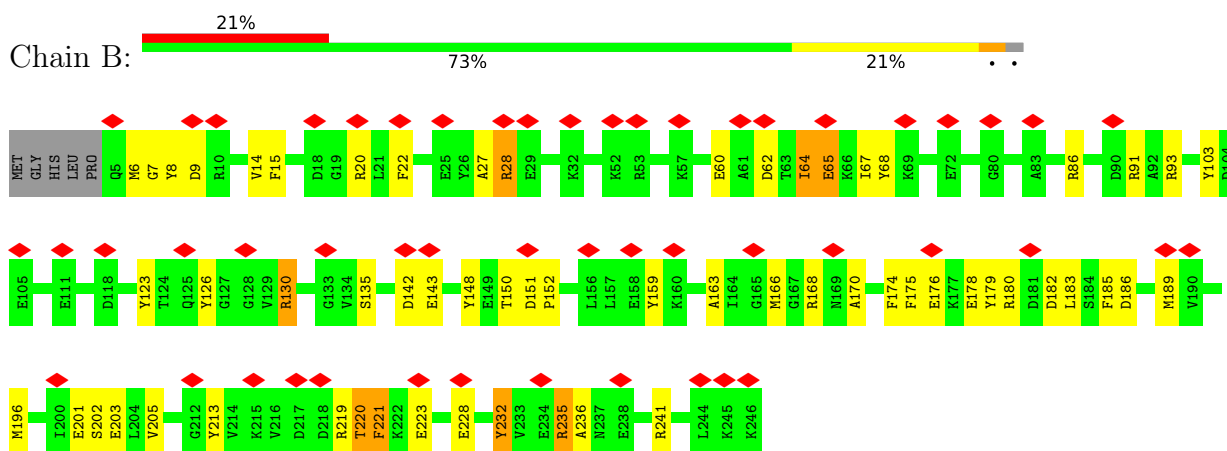 21%
Chain B:
73% 21% • •
MET GLY HIS LEU PRO Q5 M6 G7 Y8 D9 R10 V14 F15 D18 G19 R20 L21 F22 E25 Y26 A27 R28 E29 K32 K52 R53 K57 E60 A61 D62 T63 I64 E65 K66 I67 Y68 K69 E72 G80 A83 R86 D90 R91 A92 R93 Y103 D104
E105 E111 D118 Y123 T124 Q125 Y126 G127 G128 V129 R130 G133 V134 S135 D142 E143 Y148 E149 T150 D151 P152 L156 L157 E158 Y159 K160 A163 I164 G165 M166 G167 R168 N169 A170 F174 F175 E176 K177 E178 Y179 R180 D181 D182 L183 S184 F185 D186 M189 V190
M196 I200 E201 S202 E203 L204 V205 G212 Y213 V214 K215 V216 D217 D218 R219 T220 F221 K222 E223 E228 Y232 V233 E234 R235 A236 N237 E238 R241 L244 K245 K246